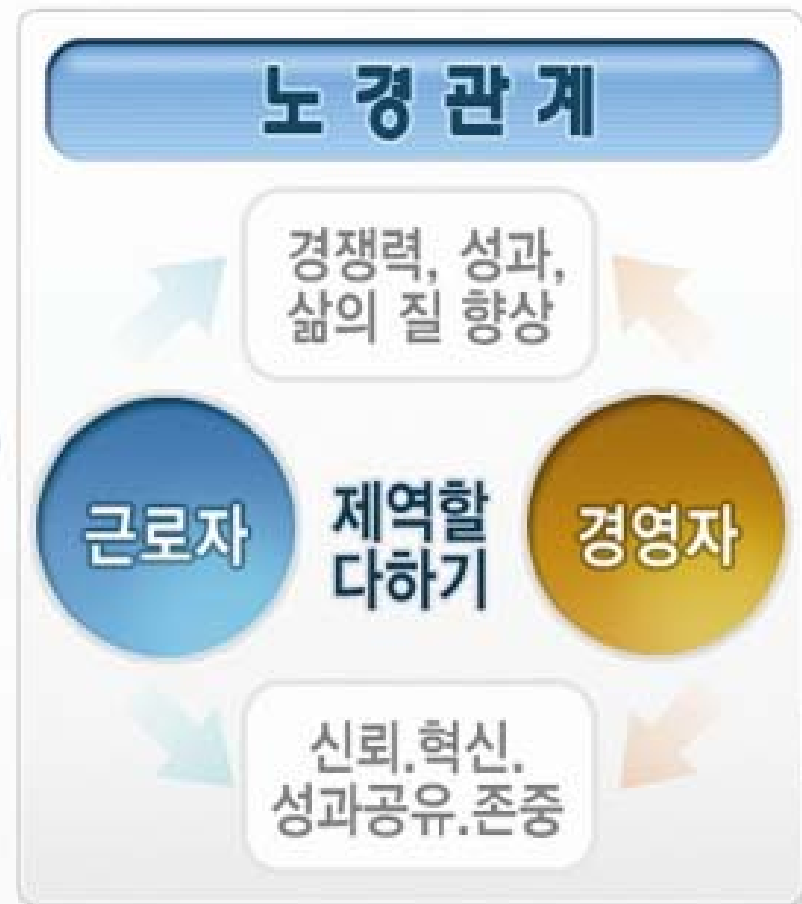 노경관계
경쟁력, 성과,
삶의 질 향상
근로자
제역할
다하기
경영자
신뢰.혁신.
성과공유.존중